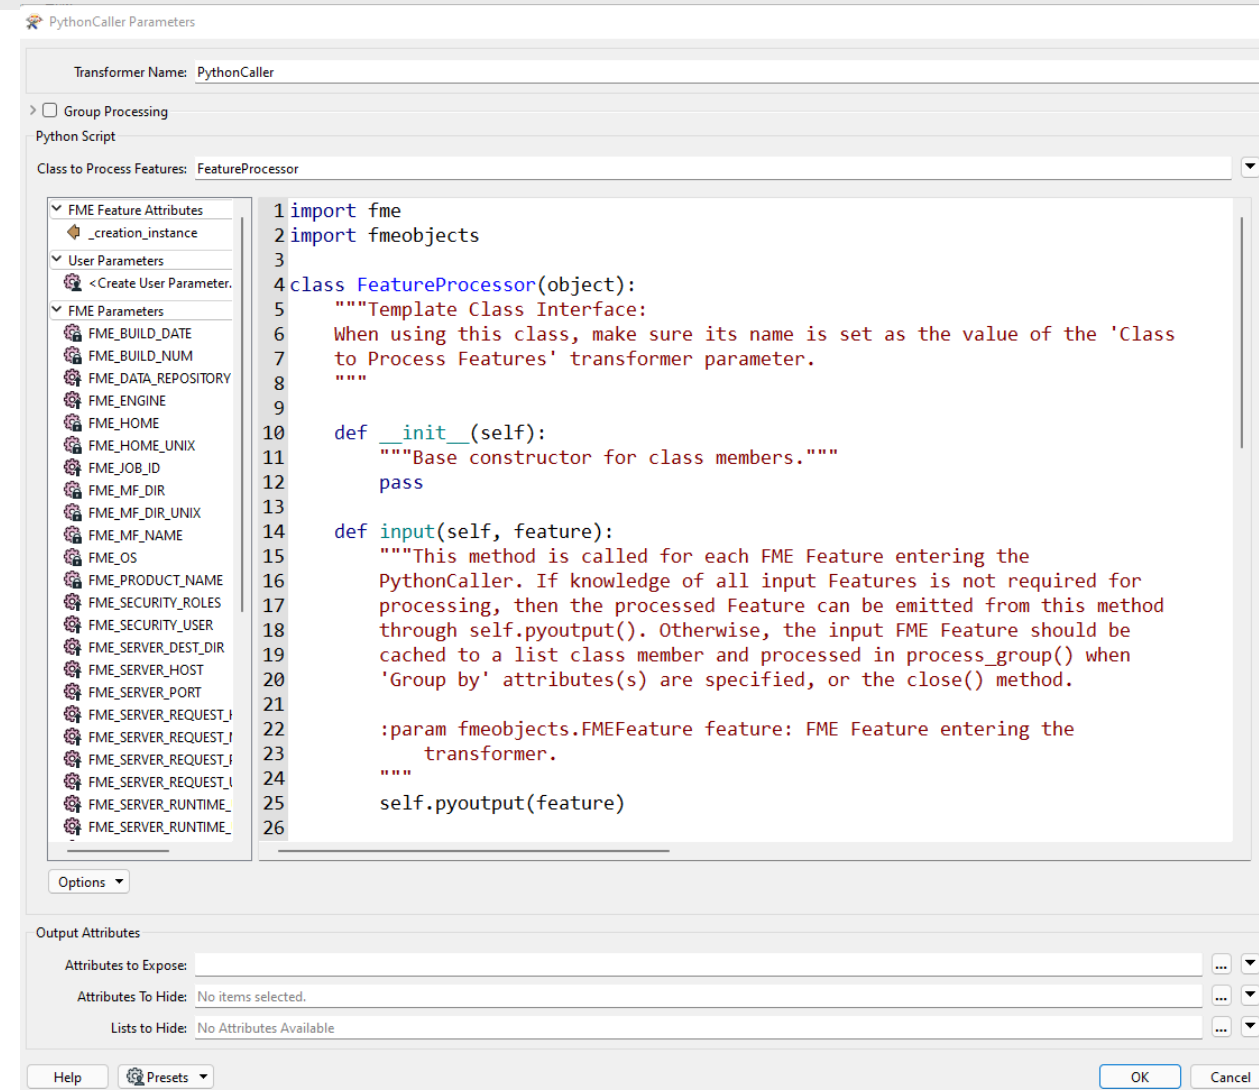 PythonCaller Parameters
Transformer Name: PythonCaller
Group Processing
Python Script
Class to Process Features: FeatureProcessor
FME Feature Attributes
_creation_instance
User Parameters
<Create User Parameter.
FME Parameters
FME_BUILD_DATE
FME_BUILD_NUM
FME_DATA_REPOSITORY
FME_ENGINE
FME_HOME
FME_HOME_UNIX
FME_JOB_ID
FME_MF_DIR
FME_MF_DIR_UNIX
FME_MF_NAME
FME_OS
FME_PRODUCT_NAME
FME_SECURITY_ROLES
FME_SECURITY_USER
FME_SERVER_DEST_DIR
FME_SERVER_HOST
FME_SERVER_PORT
FME_SERVER_REQUEST_
FME_SERVER_REQUEST_
FME_SERVER_REQUEST_
FME_SERVER_REQUEST_
FME_SERVER_RUNTIME_
FME_SERVER_RUNTIME_
1 import fme
2 import fmeobjects
3
4 class FeatureProcessor(object):
5     """Template Class Interface:
6     When using this class, make sure its name is set as the value of the 'Class
7     to Process Features' transformer parameter.
8     """
9
10     def __init__(self):
11         """Base constructor for class members."""
12         pass
13
14     def input(self, feature):
15         """This method is called for each FME Feature entering the
16         PythonCaller. If knowledge of all input Features is not required for
17         processing, then the processed Feature can be emitted from this method
18         through self.pyoutput(). Otherwise, the input FME Feature should be
19         cached to a list class member and processed in process_group() when
20         'Group by' attributes(s) are specified, or the close() method.
21
22         :param fmeobjects.FMEFeature feature: FME Feature entering the
23             transformer.
24         """
25         self.pyoutput(feature)
26
Options
Output Attributes
Attributes to Expose:
...
Attributes To Hide: No items selected.
...
Lists to Hide: No Attributes Available
...
Help Presets OK Cancel